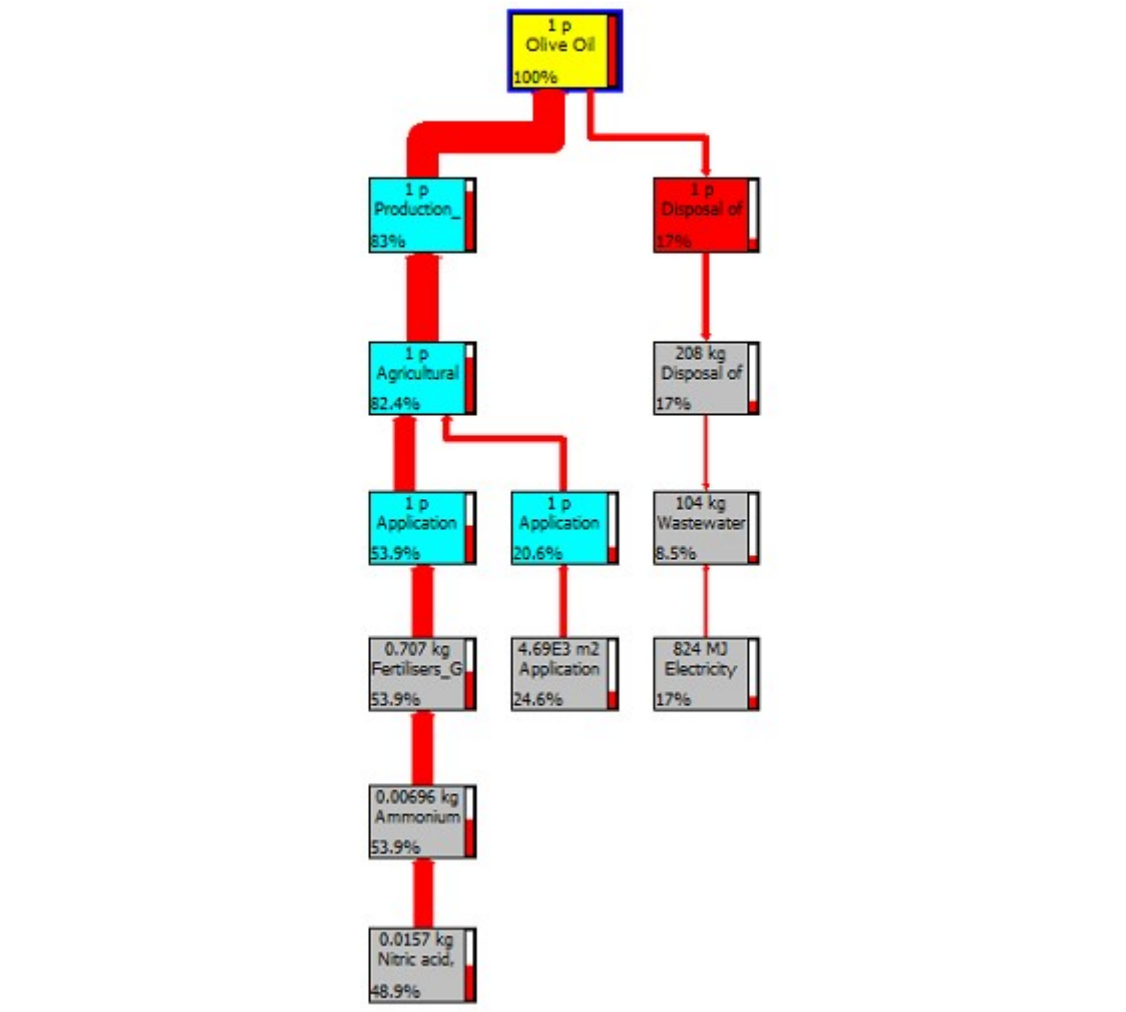 1 p
Olive Oil
100%
1 p
Production_
83%
1 p
Disposal of
17%
1 p
Agricultural
82.4%
208 kg
Disposal of
17%
1 p
Application
53.9%
1 p
Application
20.6%
104 kg
Wastewater
8.5%
0.707 kg
Fertilisers_G
53.9%
4.69E3 m2
Application
24.6%
824 MJ
Electricity
17%
0.00696 kg
Ammonium
53.9%
0.0157 kg
Nitric acid,
48.9%